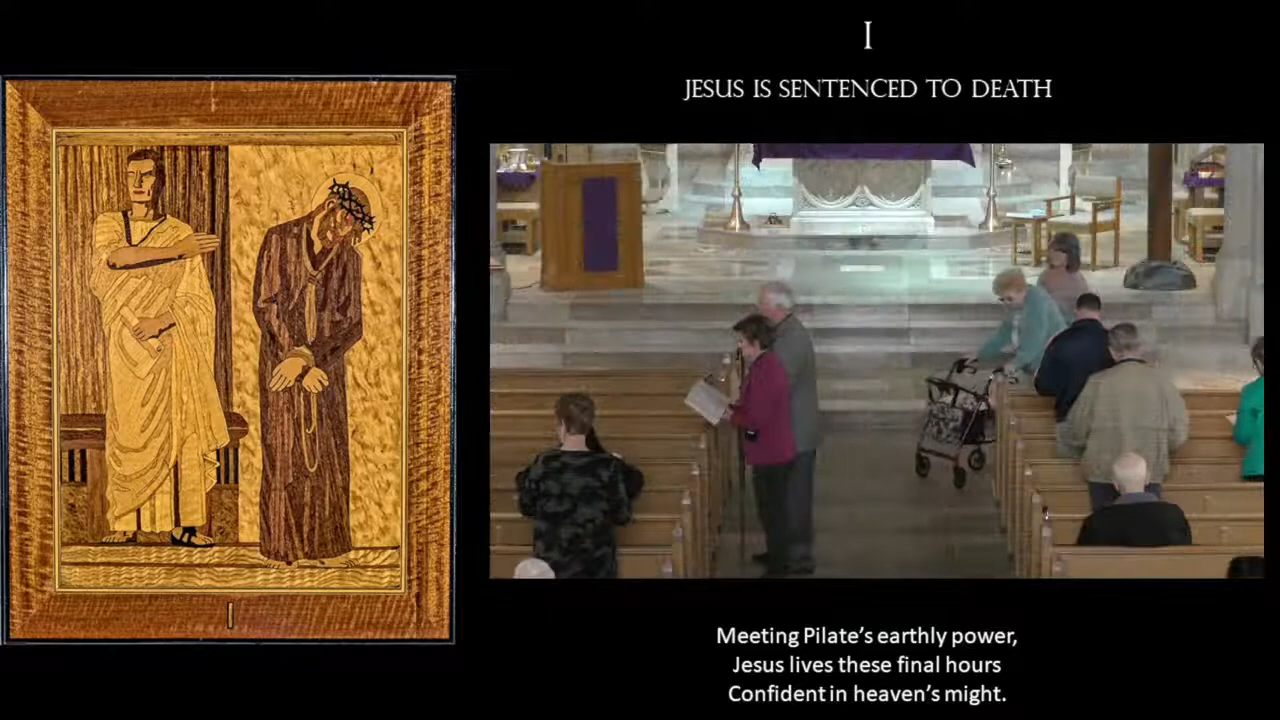 I
JESUS IS SENTENCED TO DEATH
I
Meeting Pilate's earthly power,
Jesus lives these final hours
Confident in heaven's might.